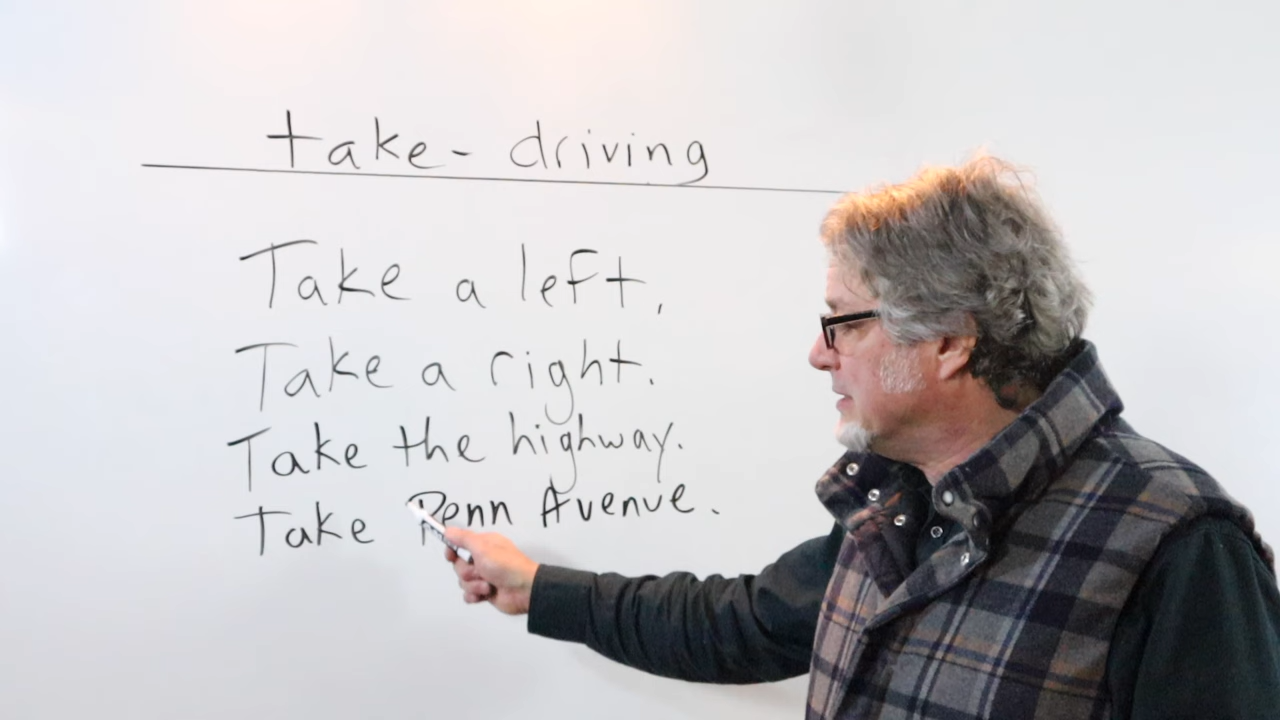 take - driving
Take a left,
Take a right.
Take the highway.
Take Penn Avenue.